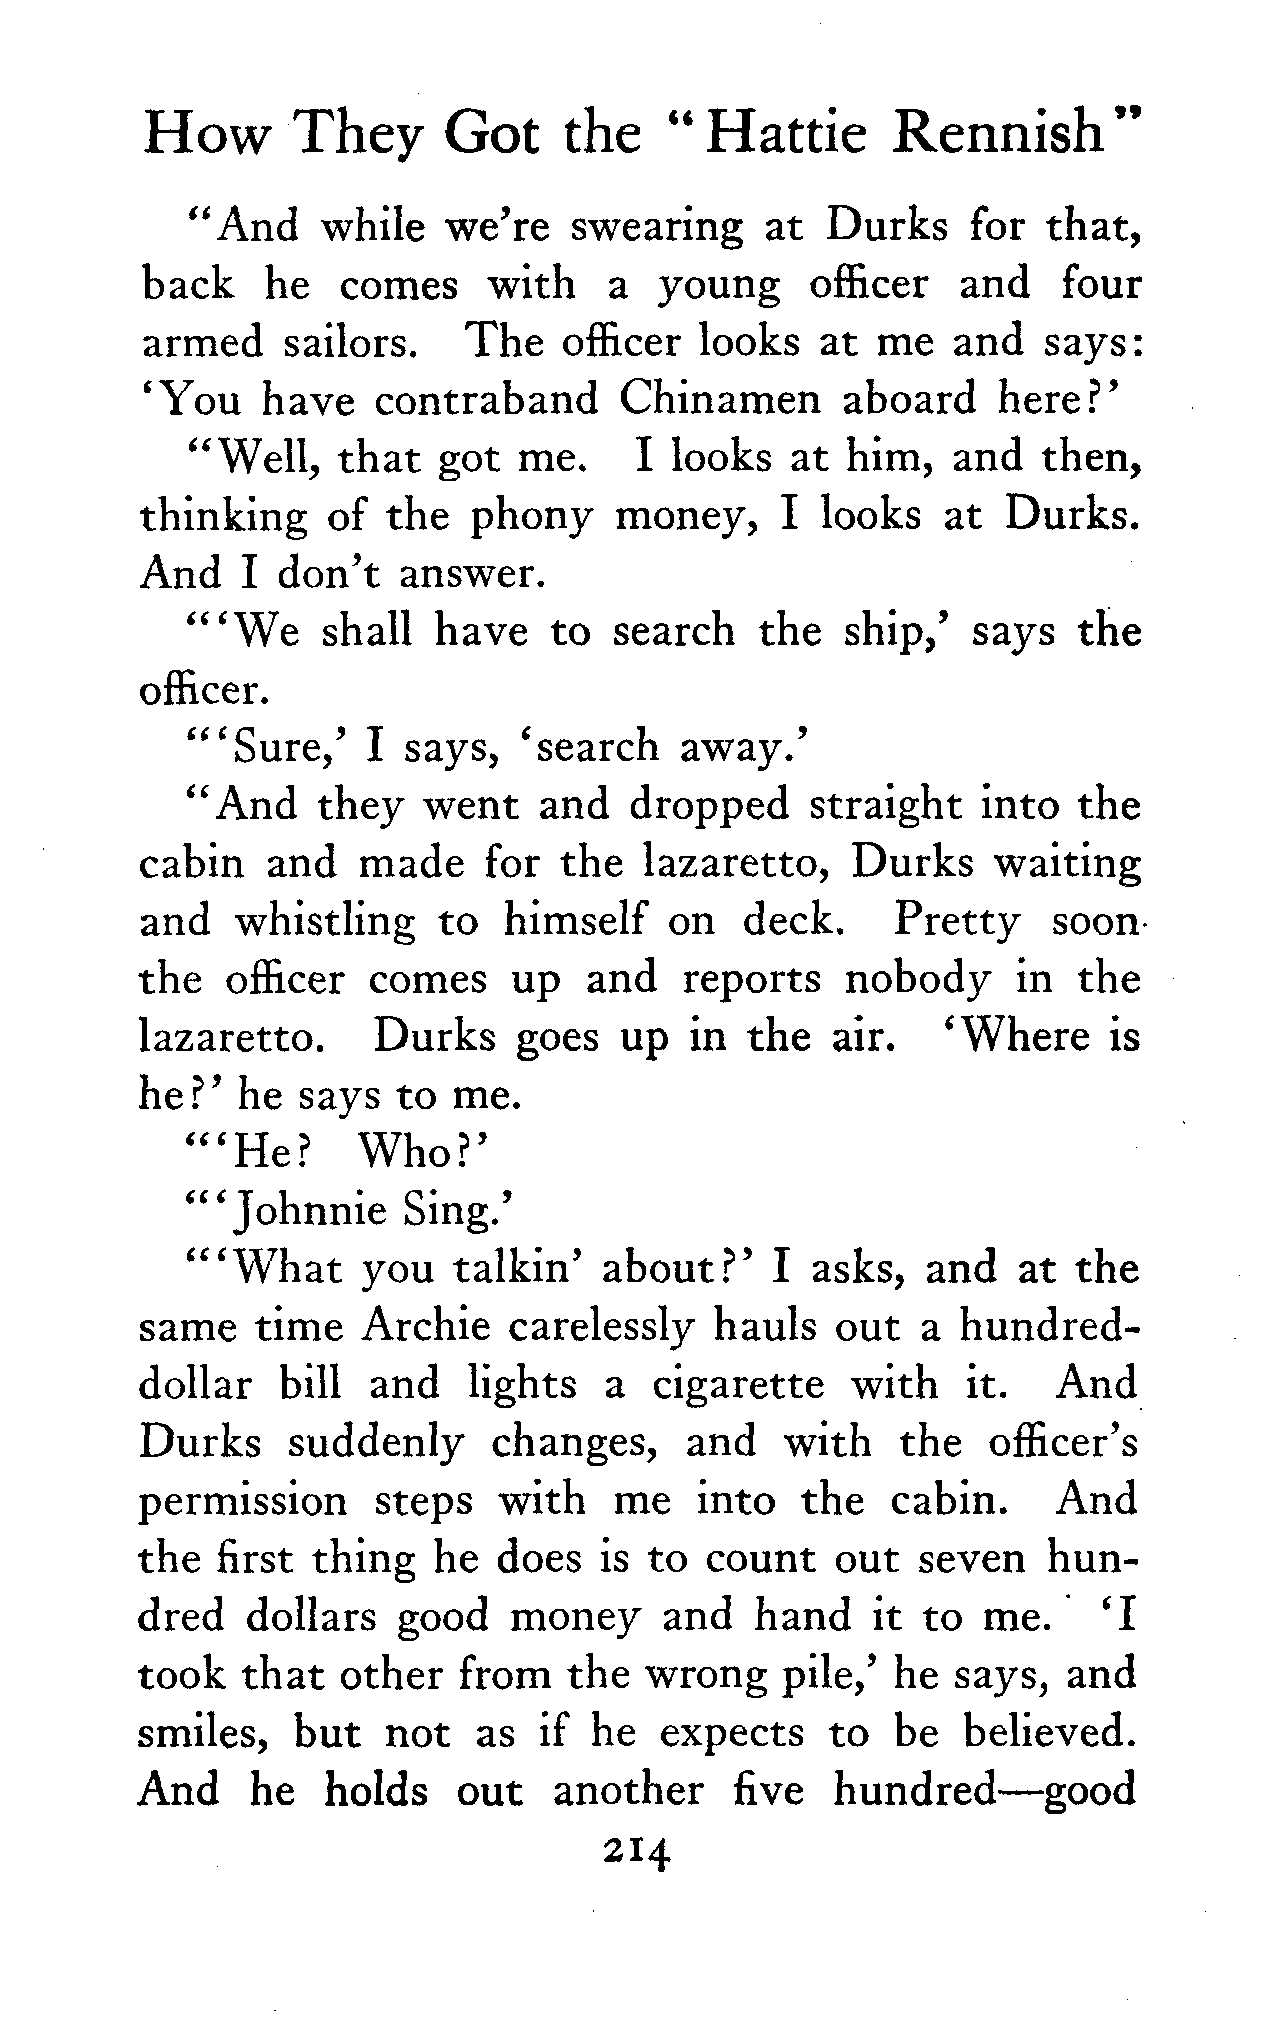 How They Got the “Hattie Rennish”
“And while we’re swearing at Durks for that,
back he comes with a young officer and four
armed sailors. The officer looks at me and says:
‘You have contraband Chinamen aboard here?’
“Well, that got me. I looks at him, and then,
thinking of the phony money, I looks at Durks.
And I don’t answer.
“‘We shall have to search the ship,’ says the
officer.
“‘Sure,’ I says, ‘search away.’
“And they went and dropped straight into the
cabin and made for the lazaretto, Durks waiting
and whistling to himself on deck. Pretty soon
the officer comes up and reports nobody in the
lazaretto. Durks goes up in the air. ‘Where is
he?’ he says to me.
“‘He? Who?’
“‘Johnnie Sing.’
“‘What you talkin’ about?’ I asks, and at the
same time Archie carelessly hauls out a hundred-
dollar bill and lights a cigarette with it. And
Durks suddenly changes, and with the officer’s
permission steps with me into the cabin. And
the first thing he does is to count out seven hun-
dred dollars good money and hand it to me. ‘I
took that other from the wrong pile,’ he says, and
smiles, but not as if he expects to be believed.
And he holds out another five hundred—good
214